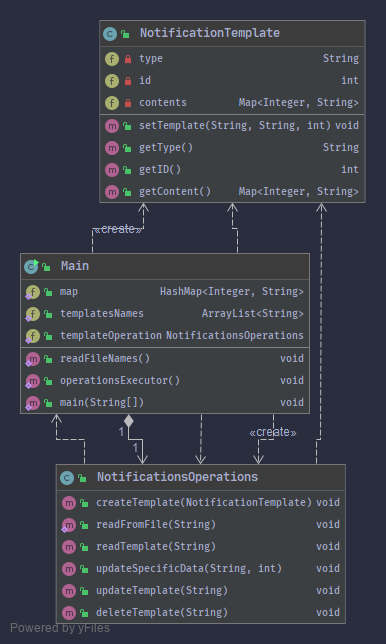 NotificationTemplate
type String
id int
contents Map<Integer, String>
setTemplate(String, String, int) void
getType() String
getID() int
getContent() Map<Integer, String>
«create»
Main
map HashMap<Integer, String>
templatesNames ArrayList<String>
templateOperation NotificationsOperations
readFileNames() void
operationsExecutor() void
main(String[]) void
1
«create»
1
NotificationsOperations
createTemplate(NotificationTemplate) void
readFromFile(String) void
readTemplate(String) void
updateSpecificData(String, int) void
updateTemplate(String) void
deleteTemplate(String) void
Powered by yFiles